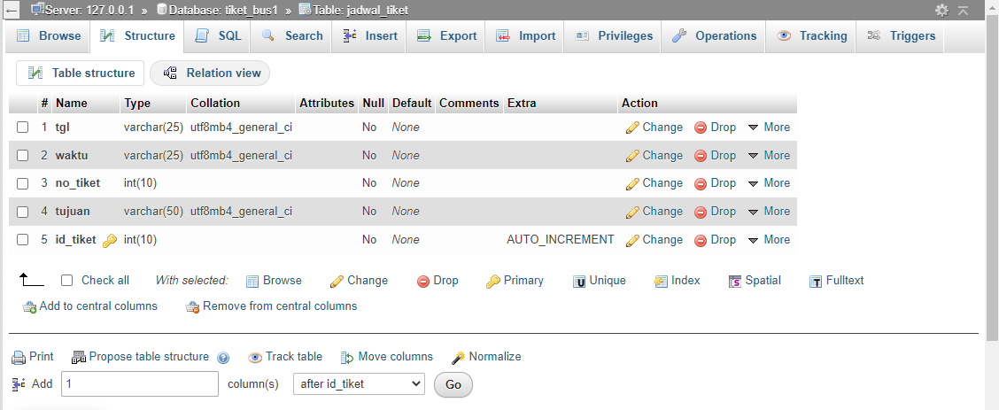 Server: 127.0.0.1 » Database: tiket_bus1 » Table: jadwal_tiket
Browse Structure SQL Search Insert Export Import Privileges Operations Tracking Triggers
Table structure Relation view
# Name Type Collation Attributes Null Default Comments Extra Action
1 tgl varchar(25) utf8mb4_general_ci No None Change Drop More
2 waktu varchar(25) utf8mb4_general_ci No None Change Drop More
3 no_tiket int(10) No None Change Drop More
4 tujuan varchar(50) utf8mb4_general_ci No None Change Drop More
5 id_tiket int(10) No None AUTO_INCREMENT Change Drop More
Check all With selected: Browse Change Drop Primary Unique Index Spatial Fulltext
Add to central columns Remove from central columns
Print Propose table structure Track table Move columns Normalize
Add 1 column(s) after id_tiket Go